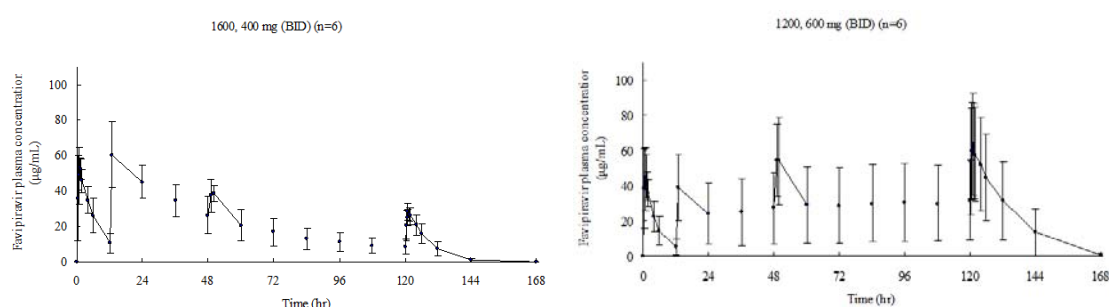 1600, 400 mg (BID) (n=6)
Favipiravir plasma concentration
(μg/mL)
100
80
60
40
20
0
0 24 48 72 96 120 144 168
Time (hr)
1200, 600 mg (BID) (n=6)
Favipiravir plasma concentration
(μg/mL)
100
80
60
40
20
0
0 24 48 72 96 120 144 168
Time (hr)